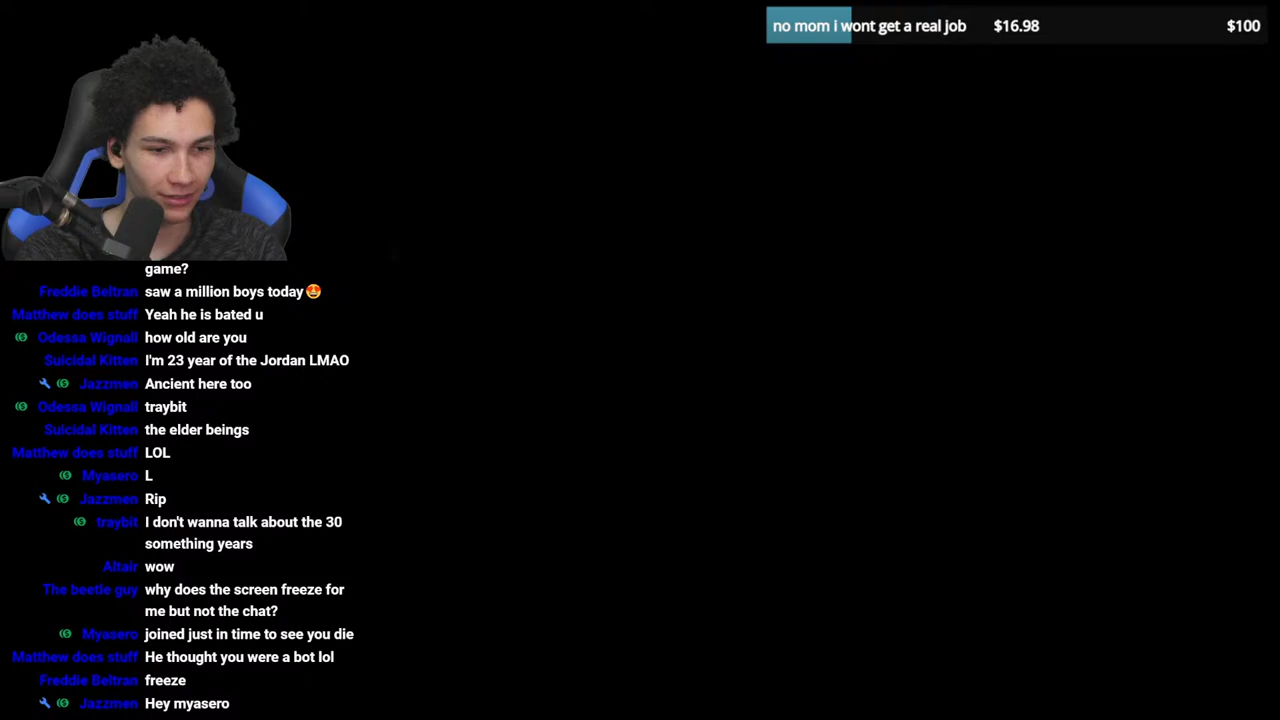 no mom i wont get a real job $16.98 $100
game?
Freddie Beltran saw a million boys today
Matthew does stuff Yeah he is bated u
Odessa Wignall how old are you
Suicidal Kitten I'm 23 year of the Jordan LMAO
Jazzmen Ancient here too
Odessa Wignall traybit
Suicidal Kitten the elder beings
Matthew does stuff LOL
Myasero L
Jazzmen Rip
traybit I don't wanna talk about the 30
something years
Altair wow
The beetle guy why does the screen freeze for
me but not the chat?
Myasero joined just in time to see you die
Matthew does stuff He thought you were a bot lol
Freddie Beltran freeze
Jazzmen Hey myasero